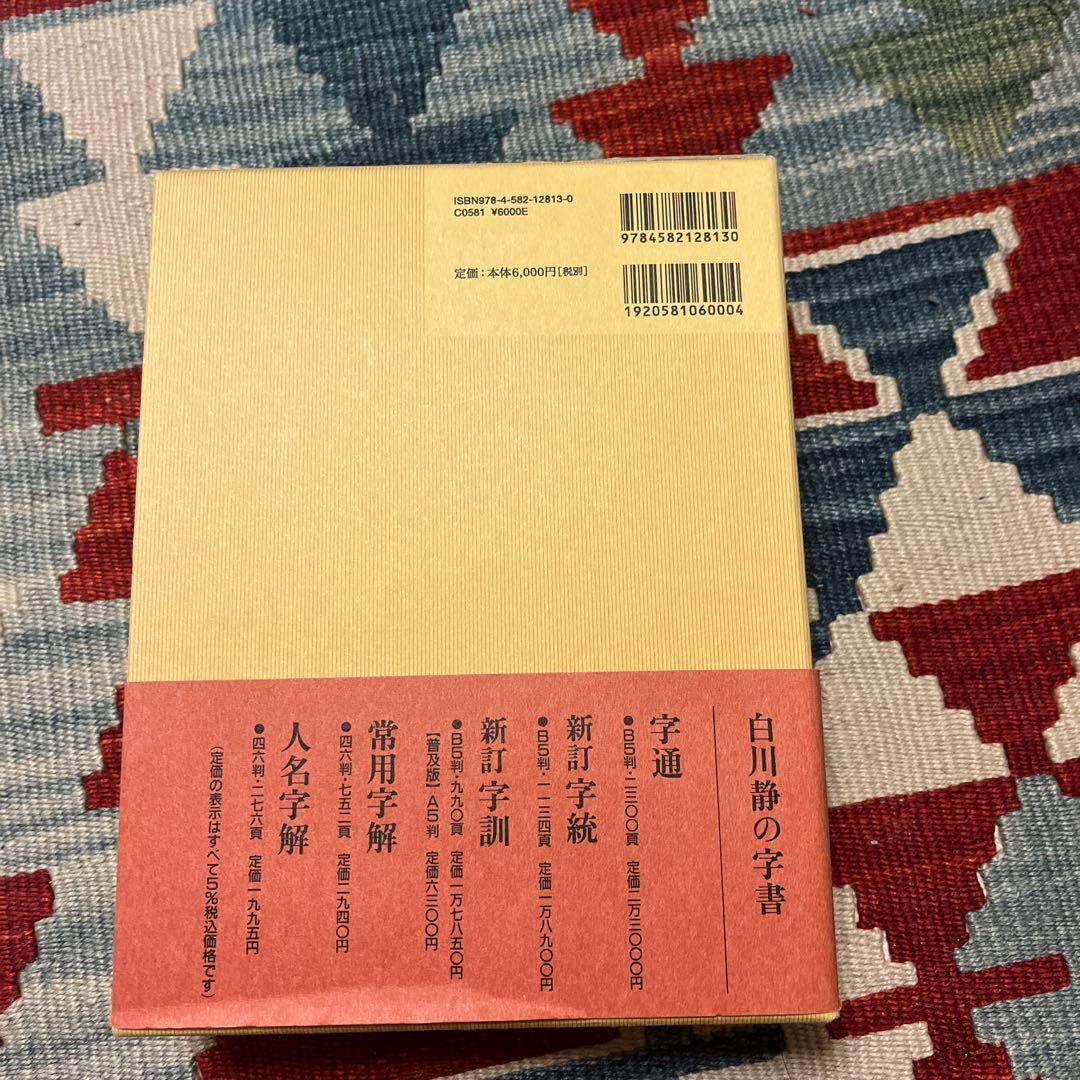 ISBN978-4-582-12813-0
C0581 ¥6000E
9784582128130
定価：本体6,000円[税別]
1920581060004
白川静の字書
字通
●B5判・二三〇〇頁 定価二万三〇〇〇円
新訂 字統
●B5判・一一三四頁 定価一万八九〇〇円
新訂 字訓
●B5判・九九〇頁 定価一万七八五〇円
【普及版】A5判 定価六三〇〇円
常用字解
●四六判・七五二頁 定価二九四〇円
人名字解
●四六判・二七六頁 定価一九九五円
(定価の表示はすべて5%税込価格です)